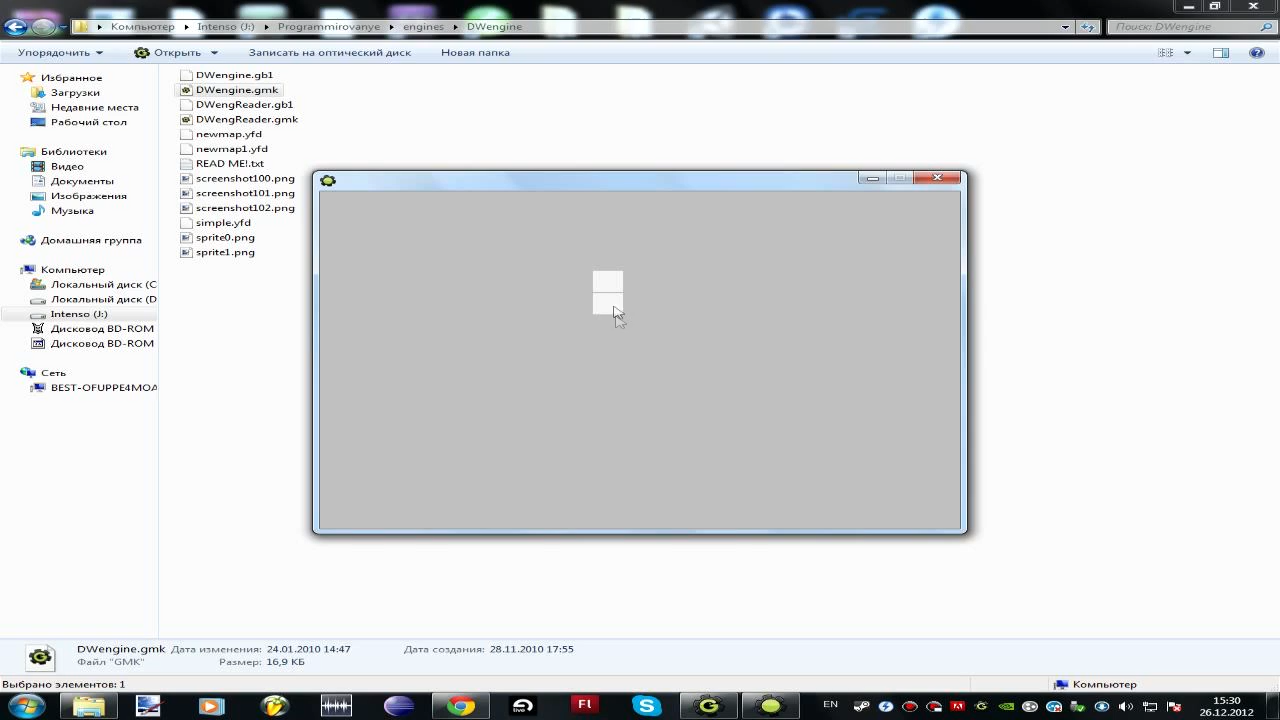 Компьютер Intenso (J:) Programmirovanye engines DWengine Поиск: DWengine
Упорядочить Открыть Записать на оптический диск Новая папка
Избранное
Загрузки
Недавние места
Рабочий стол
Библиотеки
Видео
Документы
Изображения
Музыка
Домашняя группа
Компьютер
Локальный диск (C
Локальный диск (D
Intenso (J:)
Дисковод BD-ROM
Дисковод BD-ROM
Сеть
BEST-OFUPPE4MOA
DWengine.gb1
DWengine.gmk
DWengReader.gb1
DWengReader.gmk
newmap.yfd
newmap1.yfd
READ ME!.txt
screenshot100.png
screenshot101.png
screenshot102.png
simple.yfd
sprite0.png
sprite1.png
DWengine.gmk Дата изменения: 24.01.2010 14:47 Дата создания: 28.11.2010 17:55
Файл "GMK" Размер: 16,9 КБ
Выбрано элементов: 1 Компьютер
live Fl EN 15:30
26.12.2012